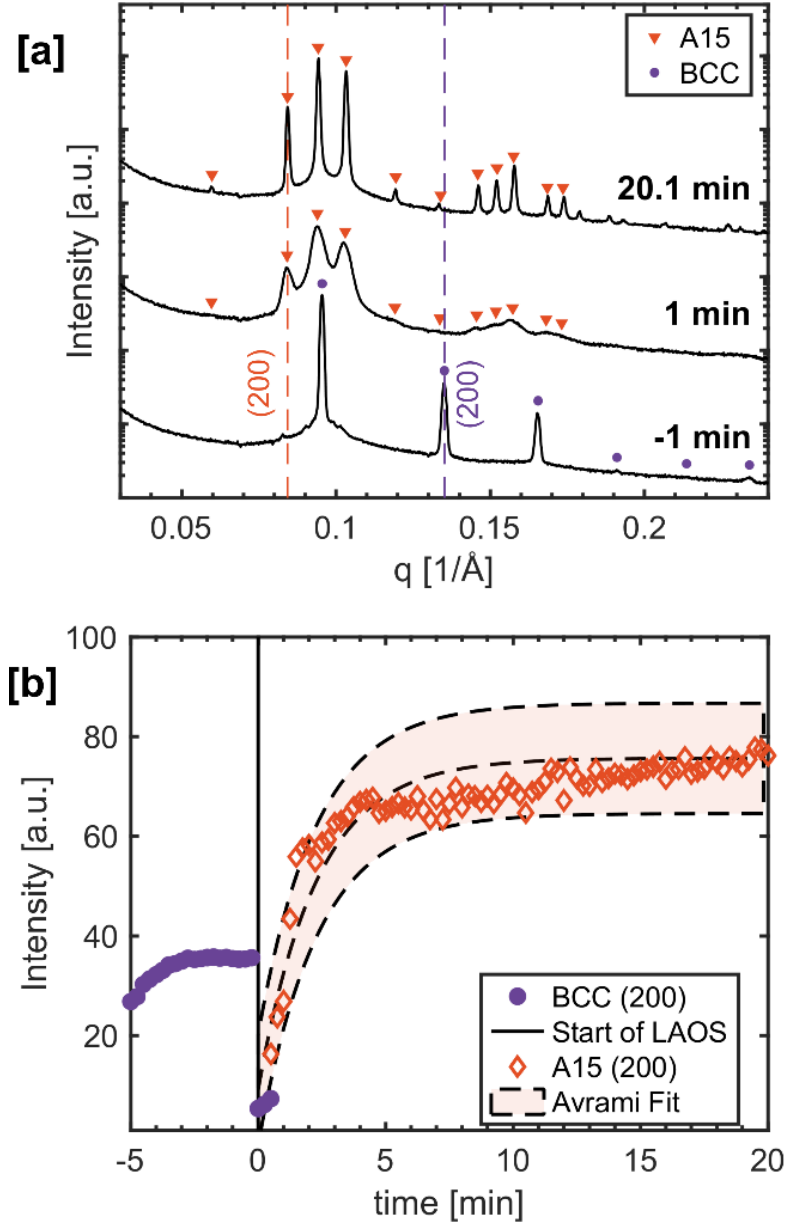 [a]
A15
BCC
20.1 min
1 min
-1 min
(200)
(200)
Intensity [a.u.]
0.05
0.1
0.15
0.2
q [1/Å]
[b]
100
80
60
40
20
Intensity [a.u.]
BCC (200)
Start of LAOS
A15 (200)
Avrami Fit
-5
0
5
10
15
20
time [min]